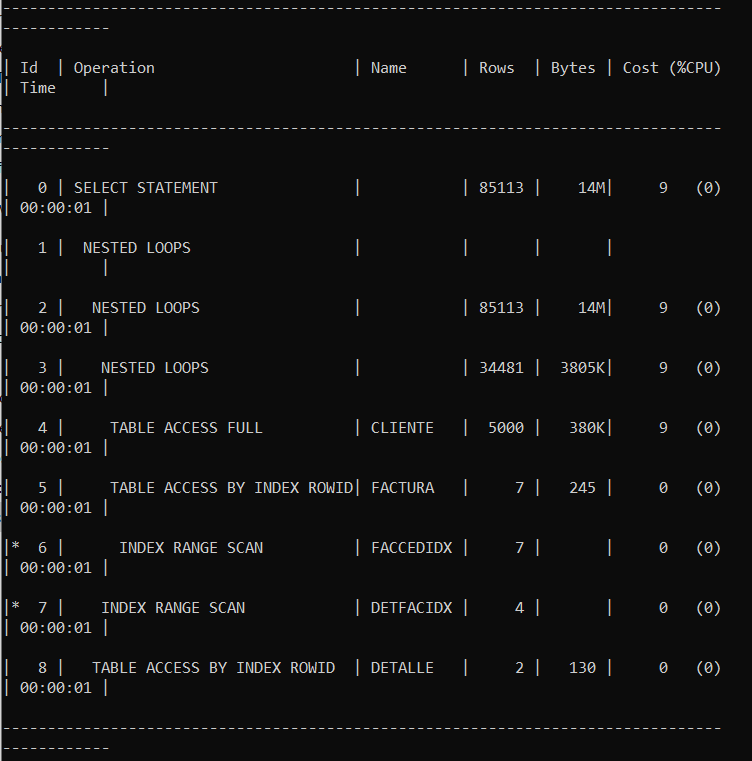 --------------------------------------------------------------------------------
------------
| Id  | Operation                      | Name      | Rows  | Bytes | Cost (%CPU)
| Time     |
--------------------------------------------------------------------------------
------------
|   0 | SELECT STATEMENT               |           | 85113 |    14M|     9   (0)
| 00:00:01 |
|   1 |  NESTED LOOPS                  |           |       |       |
|          |
|   2 |   NESTED LOOPS                 |           | 85113 |    14M|     9   (0)
| 00:00:01 |
|   3 |    NESTED LOOPS                |           | 34481 |  3805K|     9   (0)
| 00:00:01 |
|   4 |     TABLE ACCESS FULL          | CLIENTE   |  5000 |   380K|     9   (0)
| 00:00:01 |
|   5 |     TABLE ACCESS BY INDEX ROWID| FACTURA   |     7 |   245 |     0   (0)
| 00:00:01 |
|*  6 |      INDEX RANGE SCAN          | FACCEDIDX |     7 |       |     0   (0)
| 00:00:01 |
|*  7 |    INDEX RANGE SCAN            | DETFACIDX |     4 |       |     0   (0)
| 00:00:01 |
|   8 |   TABLE ACCESS BY INDEX ROWID  | DETALLE   |     2 |   130 |     0   (0)
| 00:00:01 |
--------------------------------------------------------------------------------
------------